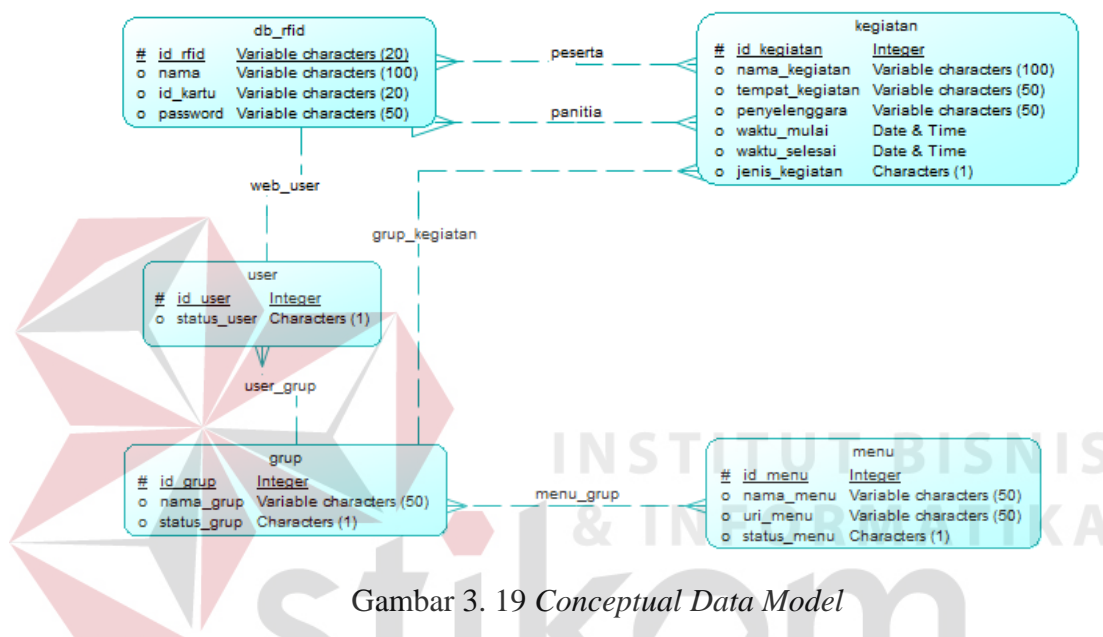 db_rfid
# id_rfid Variable characters (20)
o nama Variable characters (100)
o id_kartu Variable characters (20)
o password Variable characters (50)
peserta
panitia
kegiatan
# id_kegiatan Integer
o nama_kegiatan Variable characters (100)
o tempat_kegiatan Variable characters (50)
o penyelenggara Variable characters (50)
o waktu_mulai Date & Time
o waktu_selesai Date & Time
o jenis_kegiatan Characters (1)
web_user
grup_kegiatan
user
# id_user Integer
o status_user Characters (1)
user_grup
grup
# id_grup Integer
o nama_grup Variable characters (50)
o status_grup Characters (1)
menu_grup
menu
# id_menu Integer
o nama_menu Variable characters (50)
o uri_menu Variable characters (50)
o status_menu Characters (1)
INSTITUT BISNIS
& INFORMATIKA
stikom
Gambar 3. 19 Conceptual Data Model